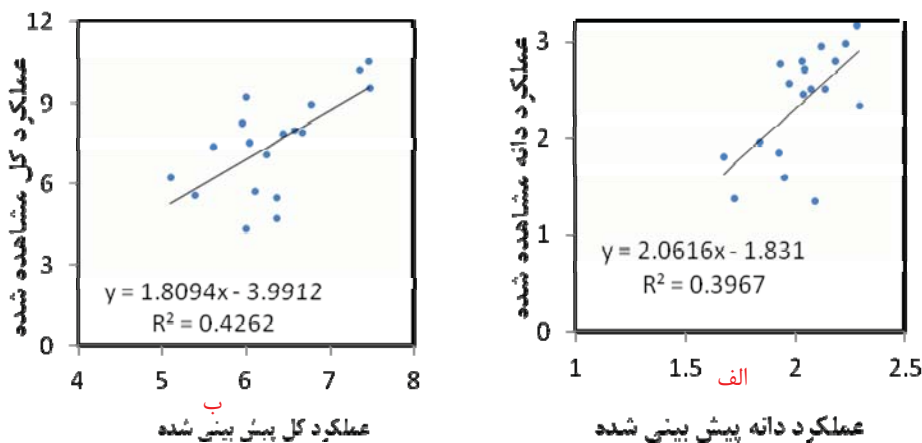 عملکرد دانه مشاهده شده
3
2
1
0
y = 2.0616x - 1.831
R² = 0.3967
1 1.5 2 2.5
الف
عملکرد دانه پیش بینی شده
عملکرد کل مشاهده شده
12
9
6
3
0
y = 1.8094x - 3.9912
R² = 0.4262
4 5 6 7 8
ب
عملکرد کل پیش بینی شده